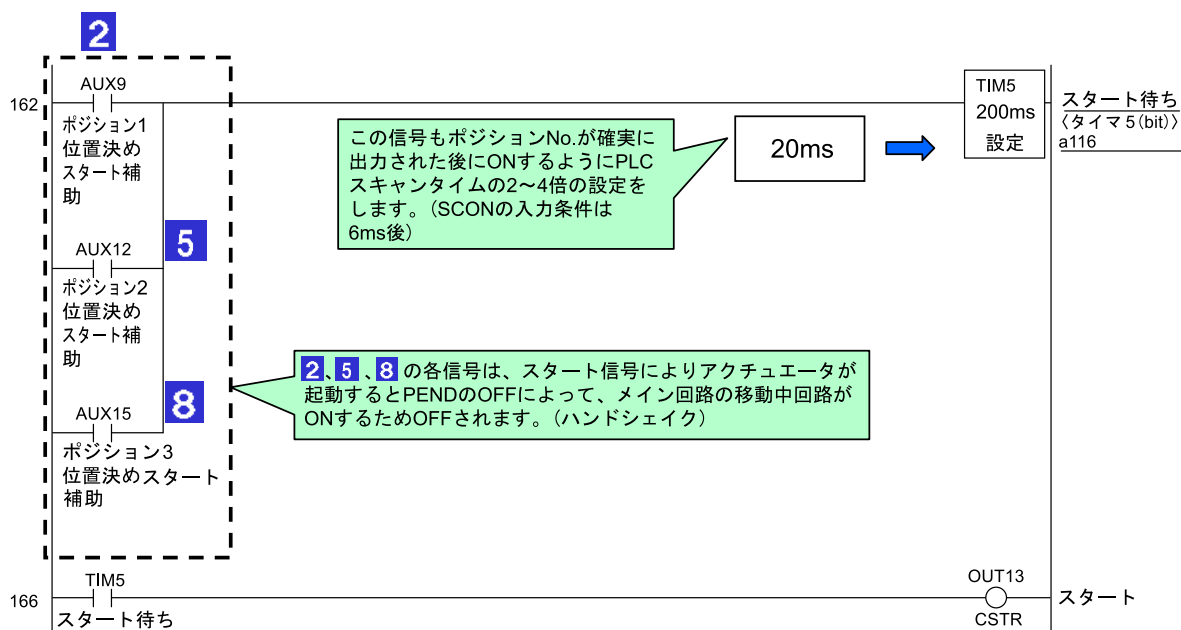 2
AUX9
162
ポジション1
位置決め
スタート補
助
この信号もポジションNo.が確実に
出力された後にONするようにPLC
スキャンタイムの2～4倍の設定を
します。（SCONの入力条件は
6ms後）
20ms
TIM5
200ms
設定
スタート待ち
〈タイマ 5(bit)〉
a116
5
AUX12
ポジション2
位置決め
スタート補
助
2、5、8の各信号は、スタート信号によりアクチュエータが
起動するとPENDのOFFによって、メイン回路の移動中回路が
ONするためOFFされます。（ハンドシェイク）
8
AUX15
ポジション3
位置決めスタート
補助
TIM5
166
スタート待ち
OUT13
CSTR
スタート